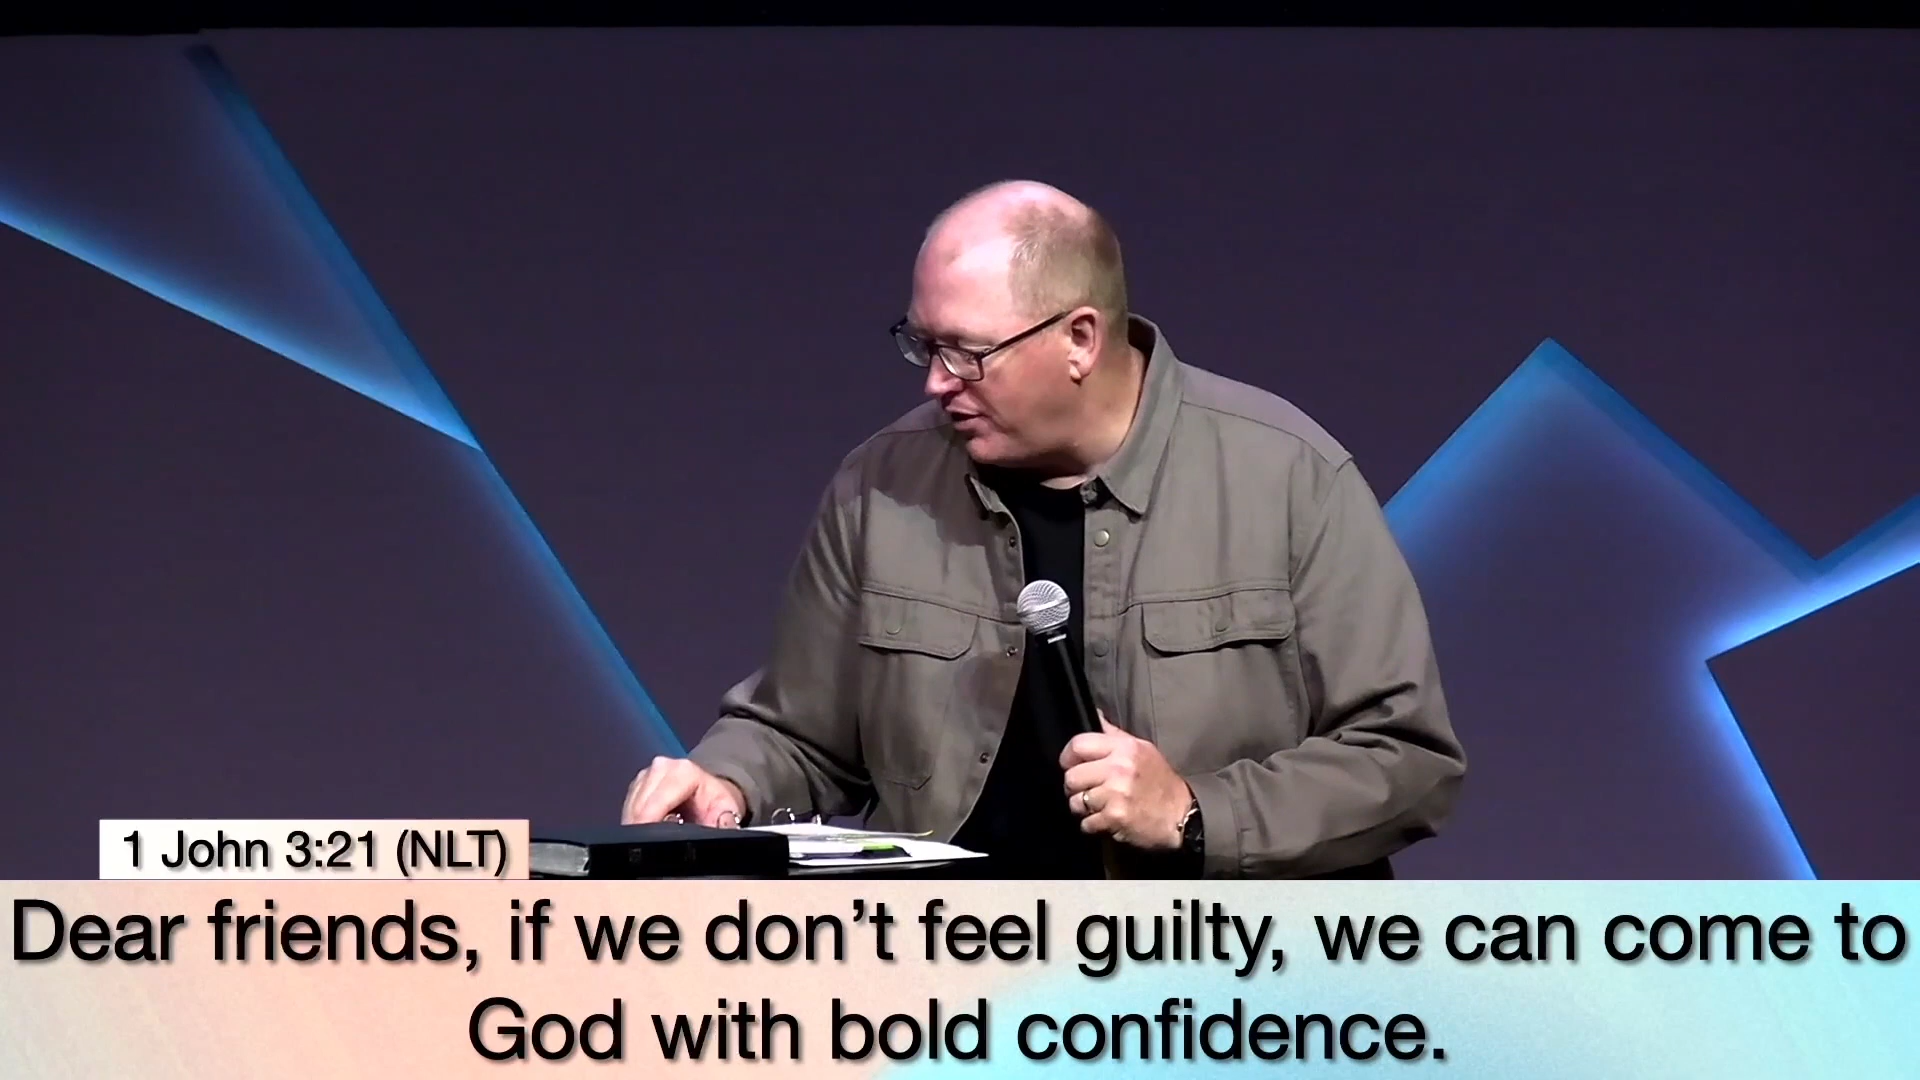 1 John 3:21 (NLT)
Dear friends, if we don’t feel guilty, we can come to
God with bold confidence.